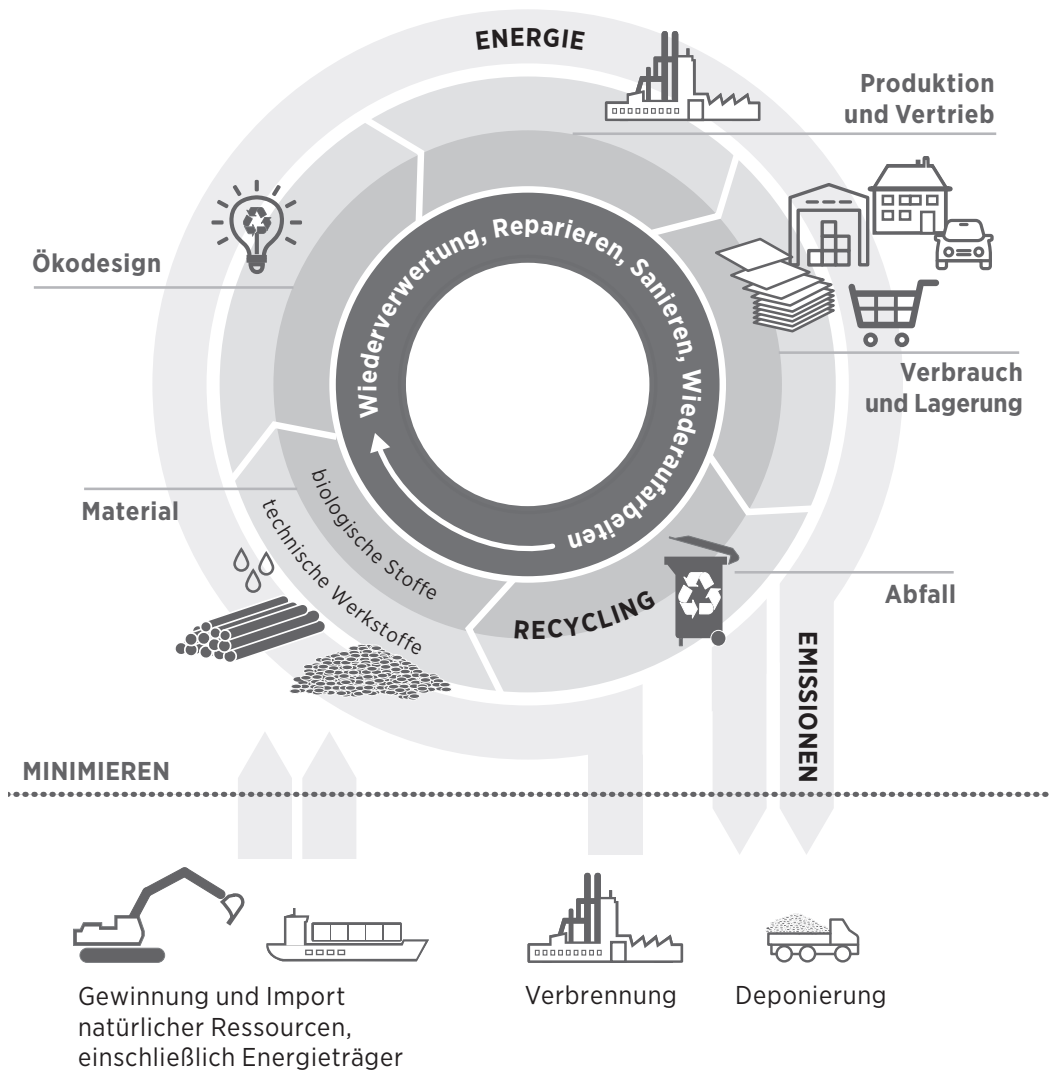 ENERGIE
Produktion
und Vertrieb
Ökodesign
Wiederverwertung, Reparieren, Sanieren, Wiederaufarbeiten
Verbrauch
und Lagerung
Material
biologische Stoffe
technische Werkstoffe
RECYCLING
Abfall
EMISSIONEN
MINIMIEREN
Gewinnung und Import
natürlicher Ressourcen,
einschließlich Energieträger
Verbrennung
Deponierung